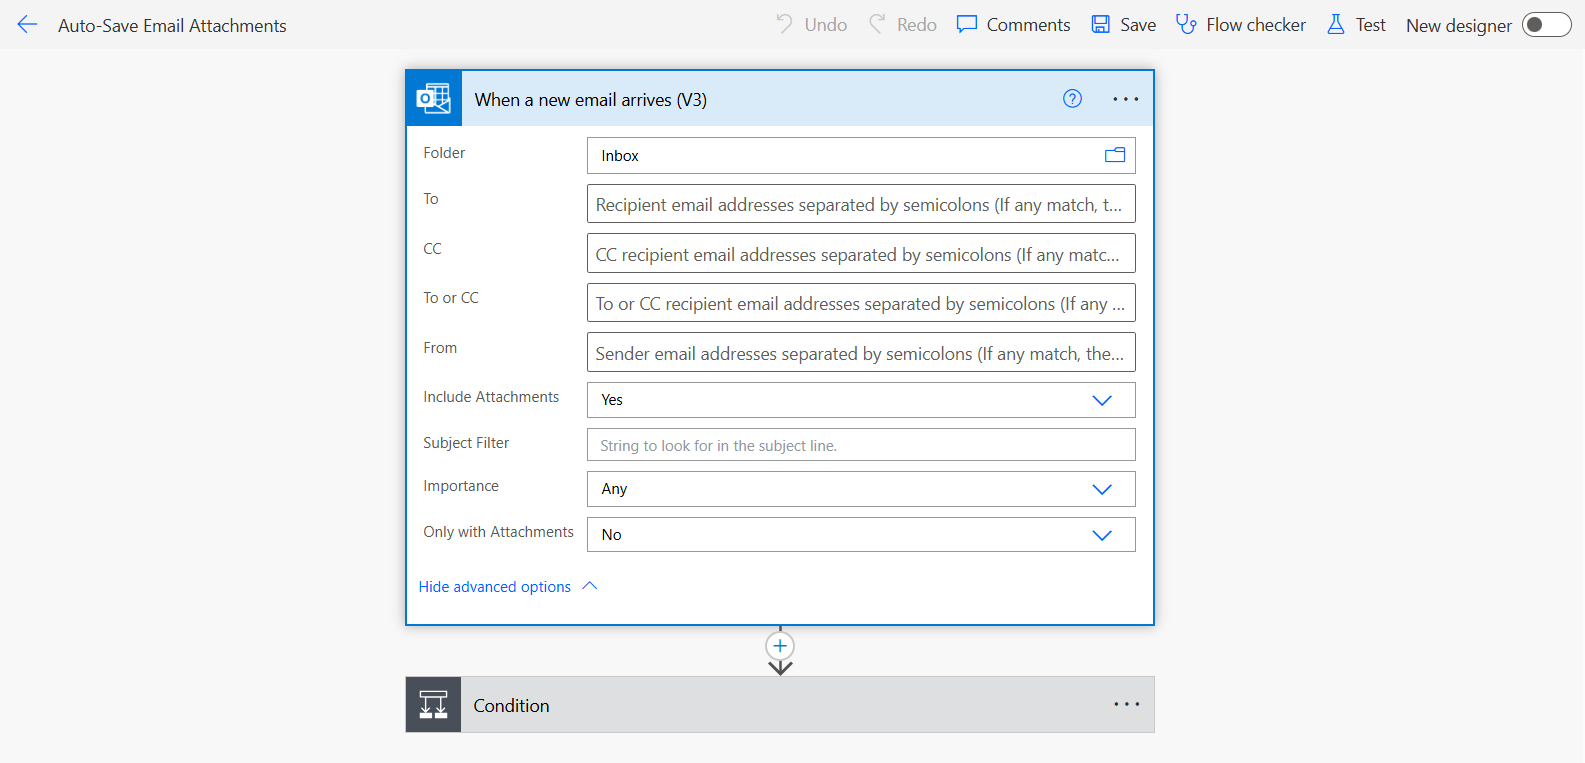 Auto-Save Email Attachments
Undo Redo Comments Save Flow checker Test New designer
When a new email arrives (V3)
Folder Inbox
To Recipient email addresses separated by semicolons (If any match, t...
CC CC recipient email addresses separated by semicolons (If any matc...
To or CC To or CC recipient email addresses separated by semicolons (If any ...
From Sender email addresses separated by semicolons (If any match, the...
Include Attachments Yes
Subject Filter String to look for in the subject line.
Importance Any
Only with Attachments No
Hide advanced options
Condition